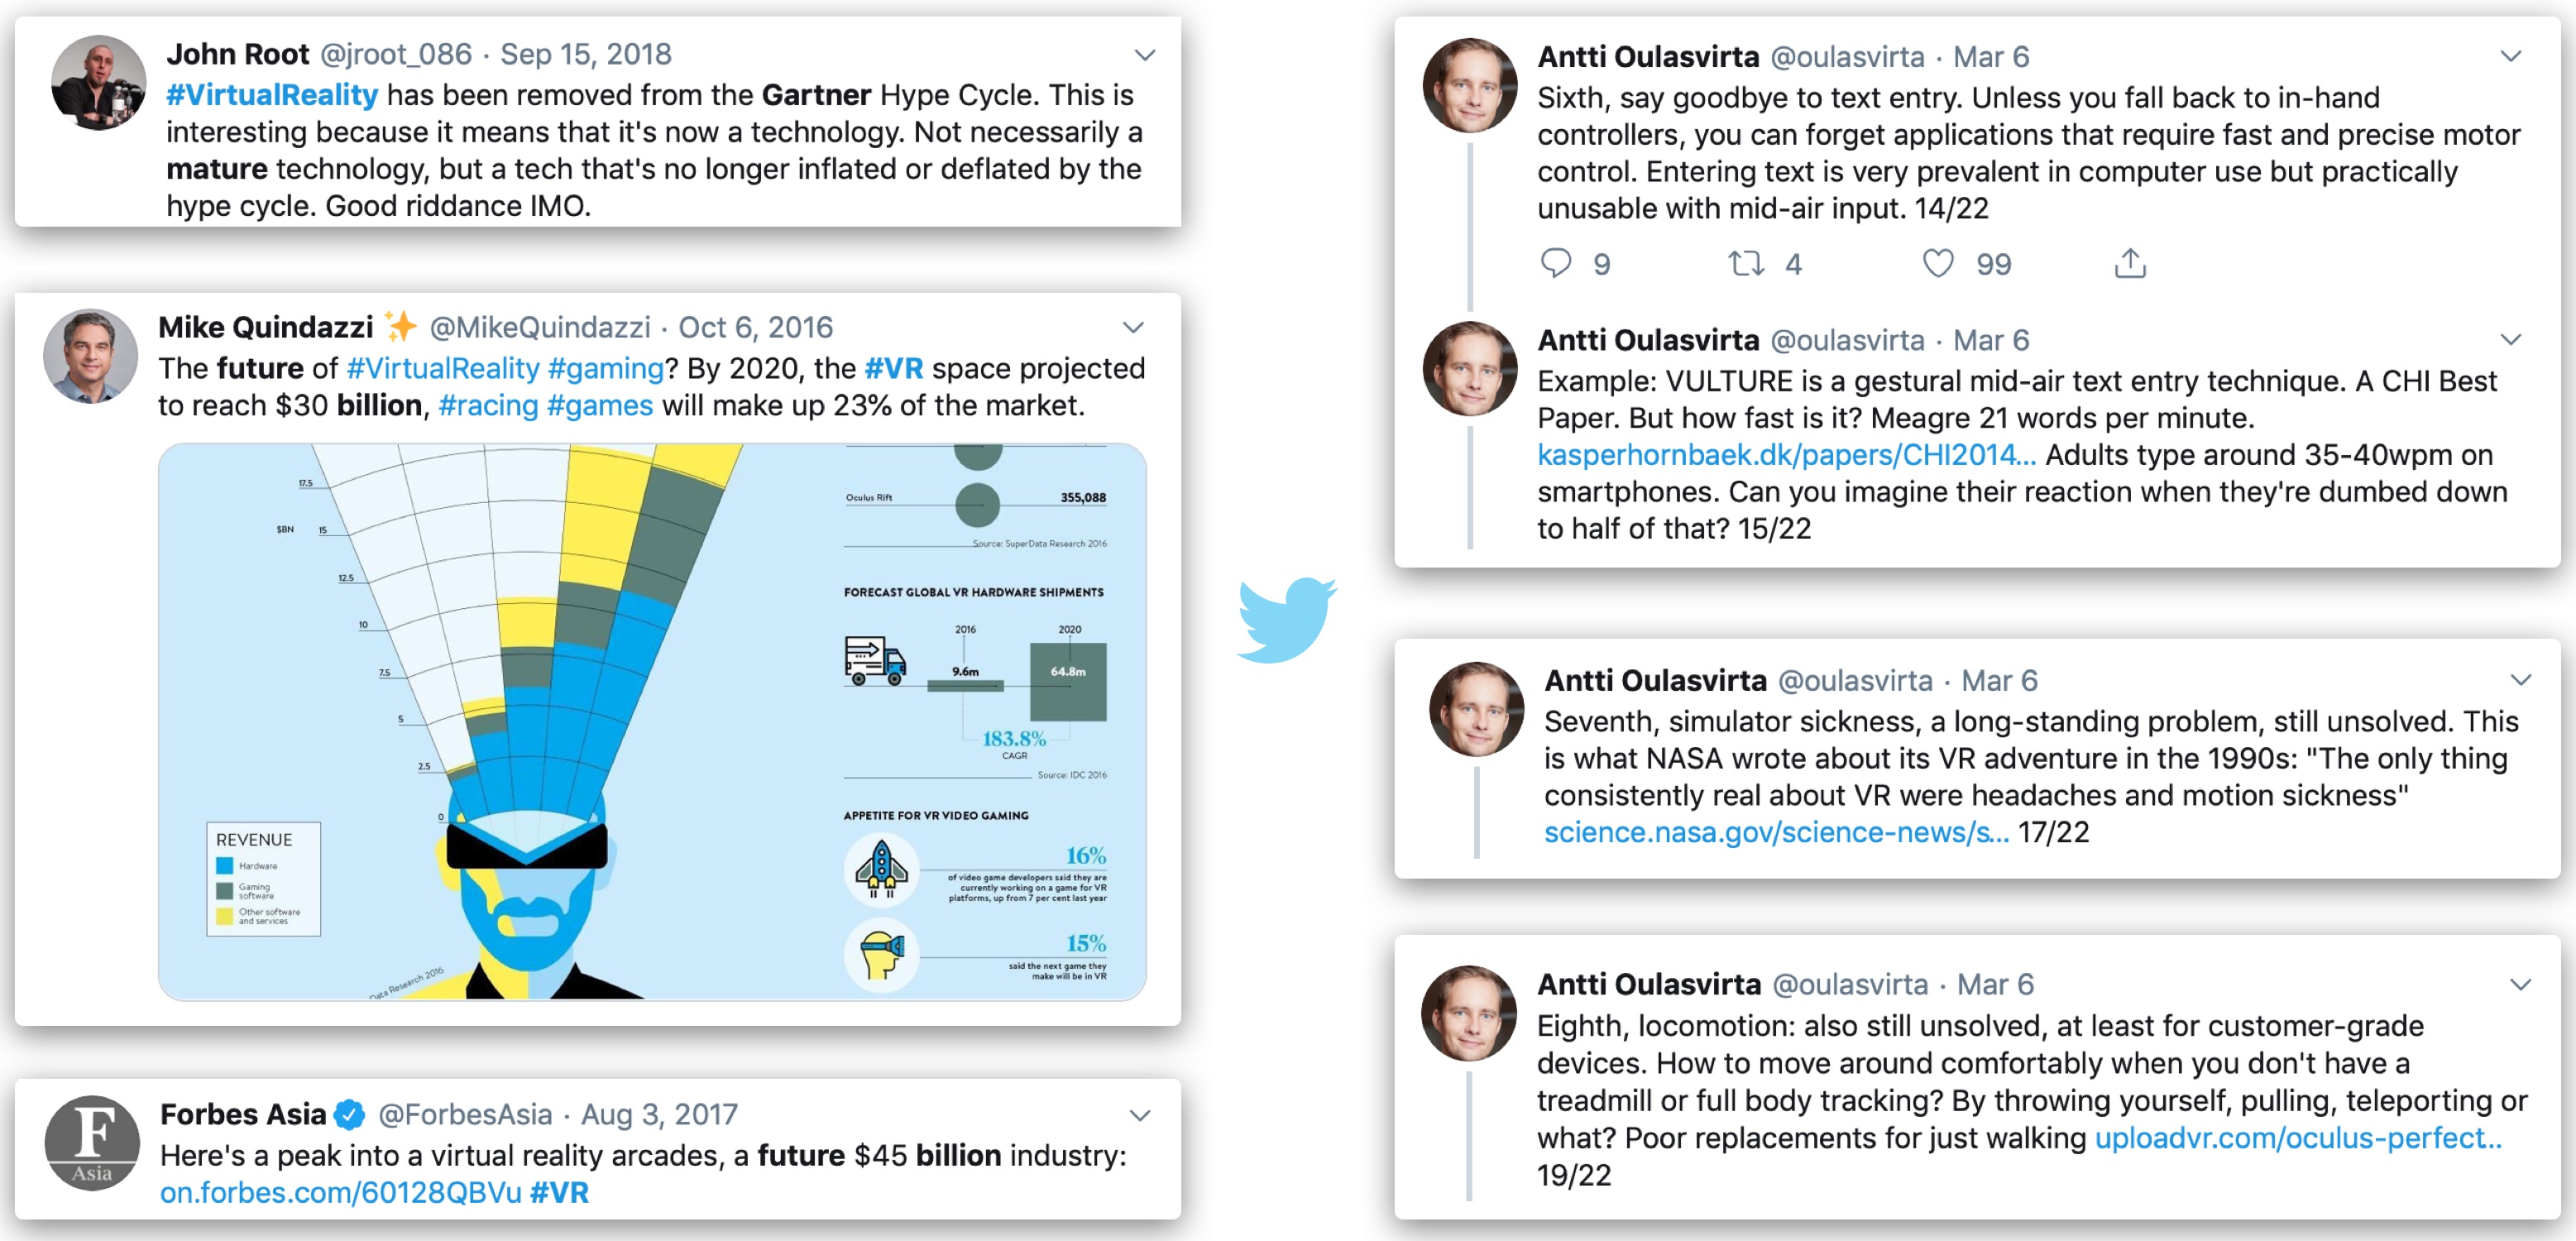 John Root @jroot_086 · Sep 15, 2018
#VirtualReality has been removed from the Gartner Hype Cycle. This is
interesting because it means that it's now a technology. Not necessarily a
mature technology, but a tech that's no longer inflated or deflated by the
hype cycle. Good riddance IMO.
Mike Quindazzi ✨ @MikeQuindazzi · Oct 6, 2016
The future of #VirtualReality #gaming? By 2020, the #VR space projected
to reach $30 billion, #racing #games will make up 23% of the market.
17.5
$BN 15
12.5
10
7.5
5
2.5
0
REVENUE
Hardware
Gaming
software
Other software
and services
Data Research 2016
Oculus Rift 355,088
Source: SuperData Research 2016
FORECAST GLOBAL VR HARDWARE SHIPMENTS
2016 2020
9.6m 64.8m
183.8%
CAGR
Source: IDC 2016
APPETITE FOR VR VIDEO GAMING
16%
of video game developers said they are
currently working on a game for VR
platforms, up from 7 per cent last year
15%
said the next game they
make will be in VR
F
Asia
Forbes Asia @ForbesAsia · Aug 3, 2017
Here's a peak into a virtual reality arcades, a future $45 billion industry:
on.forbes.com/60128QBVu #VR
Antti Oulasvirta @oulasvirta · Mar 6
Sixth, say goodbye to text entry. Unless you fall back to in-hand
controllers, you can forget applications that require fast and precise motor
control. Entering text is very prevalent in computer use but practically
unusable with mid-air input. 14/22
9 4 99
Antti Oulasvirta @oulasvirta · Mar 6
Example: VULTURE is a gestural mid-air text entry technique. A CHI Best
Paper. But how fast is it? Meagre 21 words per minute.
kasperhornbaek.dk/papers/CHI2014... Adults type around 35-40wpm on
smartphones. Can you imagine their reaction when they're dumbed down
to half of that? 15/22
Antti Oulasvirta @oulasvirta · Mar 6
Seventh, simulator sickness, a long-standing problem, still unsolved. This
is what NASA wrote about its VR adventure in the 1990s: "The only thing
consistently real about VR were headaches and motion sickness"
science.nasa.gov/science-news/s... 17/22
Antti Oulasvirta @oulasvirta · Mar 6
Eighth, locomotion: also still unsolved, at least for customer-grade
devices. How to move around comfortably when you don't have a
treadmill or full body tracking? By throwing yourself, pulling, teleporting or
what? Poor replacements for just walking uploadvr.com/oculus-perfect..
19/22